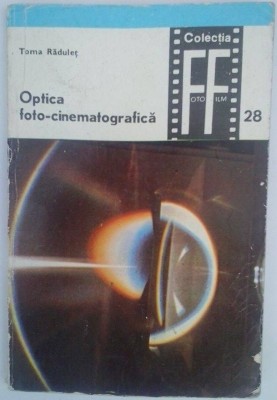 Toma Răduleț
Colecția
FF
FOTO FILM
28
Optica
foto-cinematografică